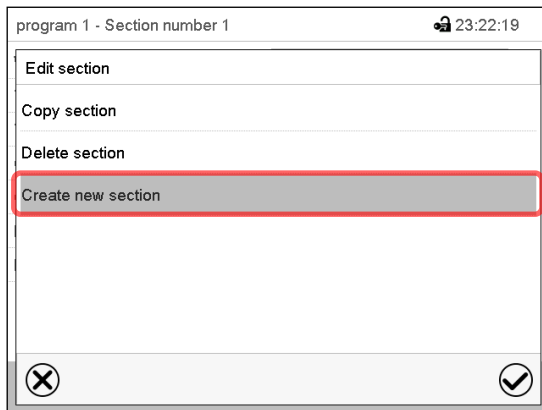 program 1 - Section number 1 23:22:19
Edit section
Copy section
Delete section
Create new section